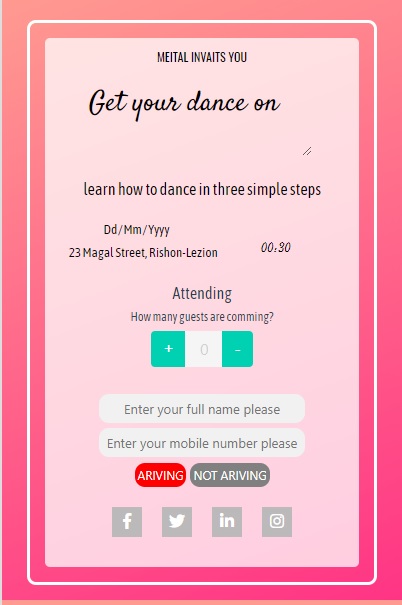 MEITAL INVAITS YOU
Get your dance on
learn how to dance in three simple steps
Dd/Mm/Yyyy
23 Magal Street, Rishon-Lezion
00:30
Attending
How many guests are comming?
+ 0 -
Enter your full name please
Enter your mobile number please
ARIVING NOT ARIVING